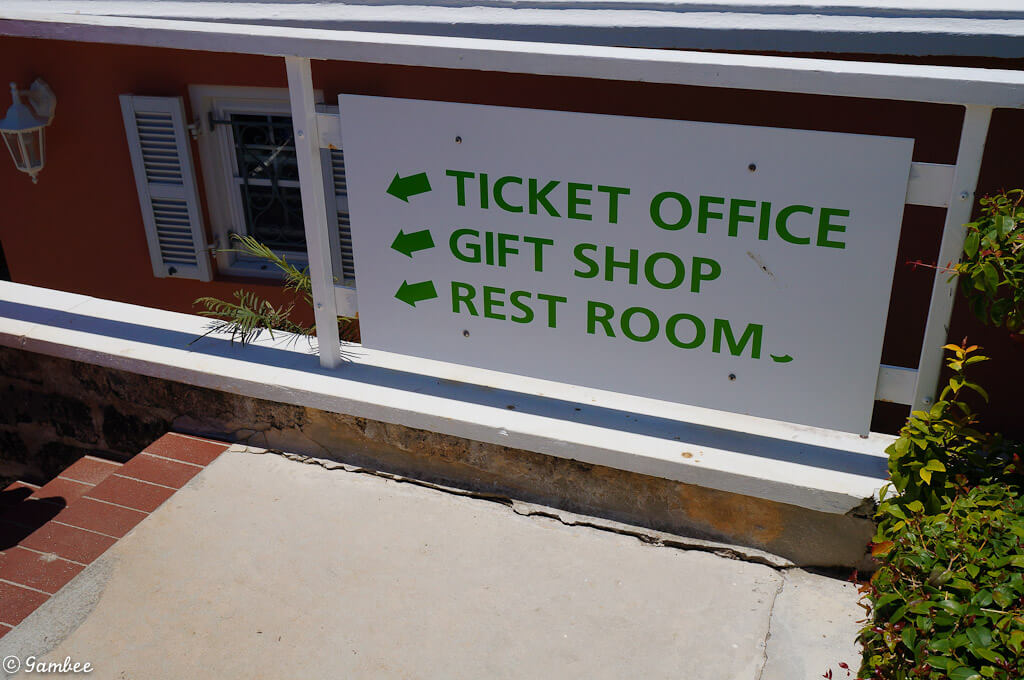 TICKET OFFICE
GIFT SHOP
REST ROOM
© Gambee